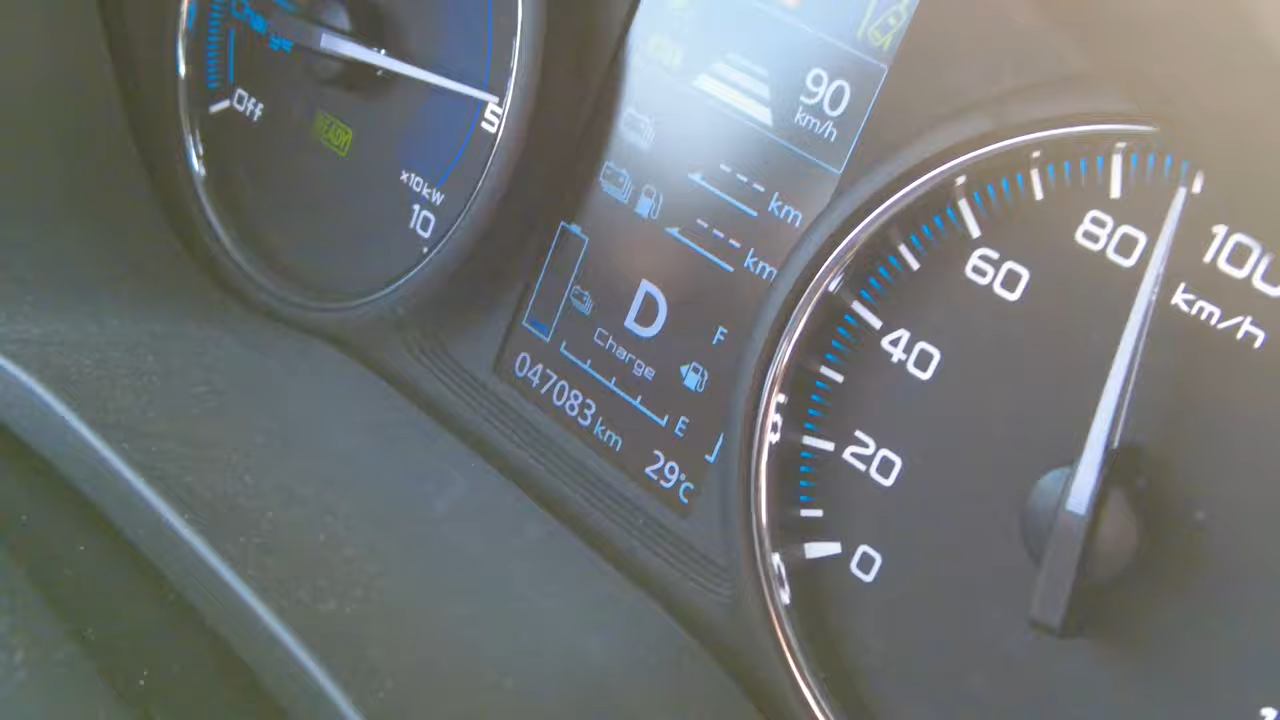 Charge
Off
READY
5
x10kW
10
90
km/h
--- km
--- km
D
Charge
F
E
047083 km
29°C
0
20
40
60
80
100
km/h